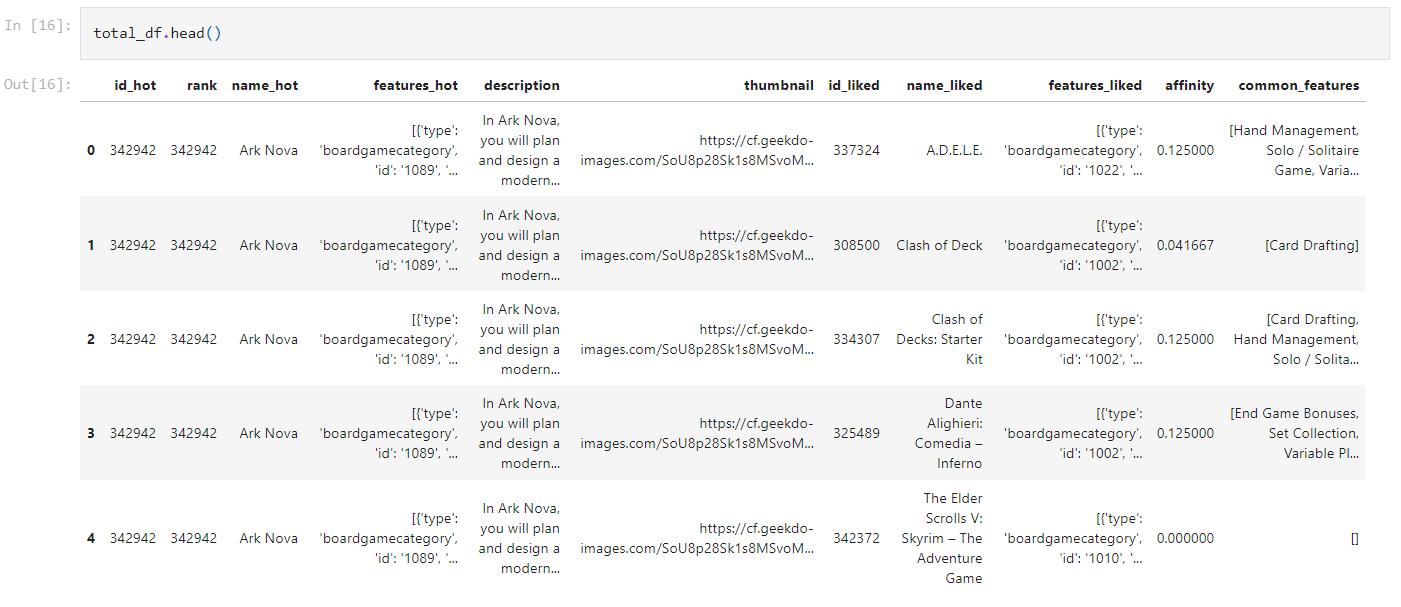 In [16]:
total_df.head()
Out[16]:
id_hot rank name_hot features_hot description thumbnail id_liked name_liked features_liked affinity common_features
0 342942 342942 Ark Nova [{'type': 'boardgamecategory', 'id': '1089', '... In Ark Nova, you will plan and design a modern... https://cf.geekdo-images.com/SoU8p28Sk1s8MSvoM... 337324 A.D.E.L.E. [{'type': 'boardgamecategory', 'id': '1022', '... 0.125000 [Hand Management, Solo / Solitaire Game, Varia...
1 342942 342942 Ark Nova [{'type': 'boardgamecategory', 'id': '1089', '... In Ark Nova, you will plan and design a modern... https://cf.geekdo-images.com/SoU8p28Sk1s8MSvoM... 308500 Clash of Deck [{'type': 'boardgamecategory', 'id': '1002', '... 0.041667 [Card Drafting]
2 342942 342942 Ark Nova [{'type': 'boardgamecategory', 'id': '1089', '... In Ark Nova, you will plan and design a modern... https://cf.geekdo-images.com/SoU8p28Sk1s8MSvoM... 334307 Clash of Decks: Starter Kit [{'type': 'boardgamecategory', 'id': '1002', '... 0.125000 [Card Drafting, Hand Management, Solo / Solita...
3 342942 342942 Ark Nova [{'type': 'boardgamecategory', 'id': '1089', '... In Ark Nova, you will plan and design a modern... https://cf.geekdo-images.com/SoU8p28Sk1s8MSvoM... 325489 Dante Alighieri: Comedia – Inferno [{'type': 'boardgamecategory', 'id': '1002', '... 0.125000 [End Game Bonuses, Set Collection, Variable Pl...
4 342942 342942 Ark Nova [{'type': 'boardgamecategory', 'id': '1089', '... In Ark Nova, you will plan and design a modern... https://cf.geekdo-images.com/SoU8p28Sk1s8MSvoM... 342372 The Elder Scrolls V: Skyrim – The Adventure Game [{'type': 'boardgamecategory', 'id': '1010', '... 0.000000 []